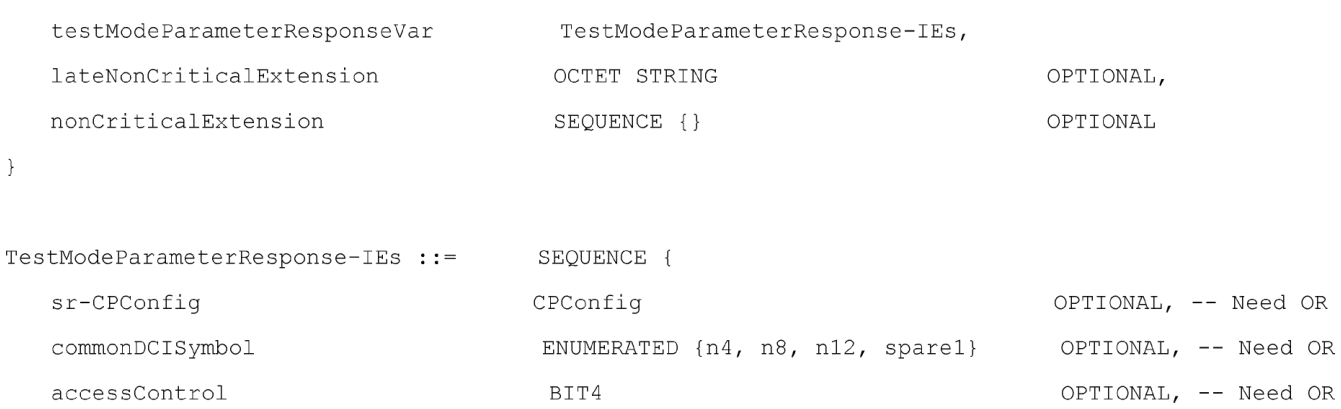 testModeParameterResponseVar TestModeParameterResponse-IEs,
lateNonCriticalExtension OCTET STRING OPTIONAL,
nonCriticalExtension SEQUENCE {} OPTIONAL
}
TestModeParameterResponse-IEs ::= SEQUENCE {
sr-CPConfig CPConfig OPTIONAL, -- Need OR
commonDCISymbol ENUMERATED {n4, n8, n12, spare1} OPTIONAL, -- Need OR
accessControl BIT4 OPTIONAL, -- Need OR